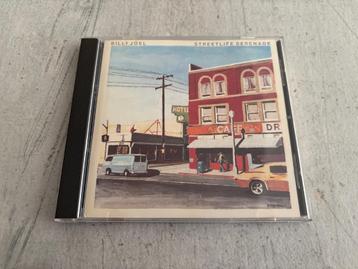 BILLY JOEL
STREETLIFE SERENADE
HOTEL
CAFE
DR